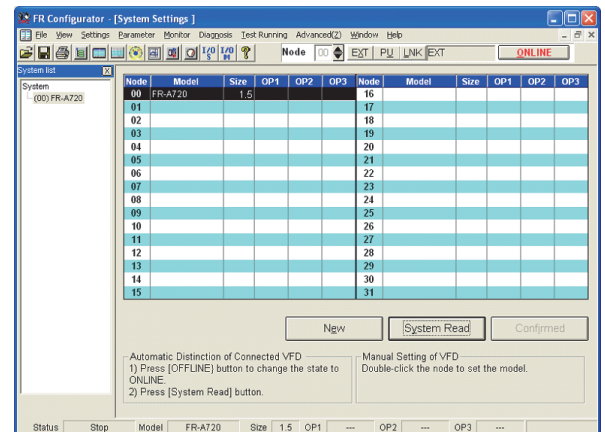 FR Configurator - [System Settings ]
File View Settings Parameter Monitor Diagnosis Test Running Advanced(Z) Window Help
I/O S I/O M ? Node 00 EXT PU LNK EXT ONLINE
System list
System
(00) FR-A720
Node Model Size OP1 OP2 OP3 Node Model Size OP1 OP2 OP3
00 FR-A720 1.5 16
01 17
02 18
03 19
04 20
05 21
06 22
07 23
08 24
09 25
10 26
11 27
12 28
13 29
14 30
15 31
New System Read Confirmed
Automatic Distinction of Connected VFD
1) Press [OFFLINE] button to change the state to
ONLINE.
2) Press [System Read] button.
Manual Setting of VFD
Double-click the node to set the model.
Status Stop Model FR-A720 Size 1.5 OP1 --- OP2 --- OP3 ---